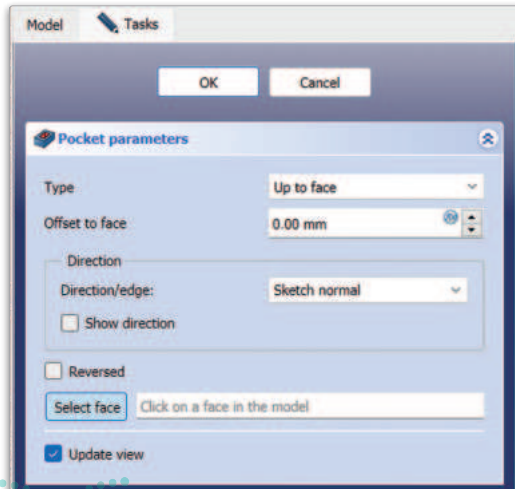 Model Tasks
OK Cancel
Pocket parameters
Type Up to face
Offset to face 0.00 mm
Direction
Direction/edge: Sketch normal
Show direction
Reversed
Select face Click on a face in the model
Update view